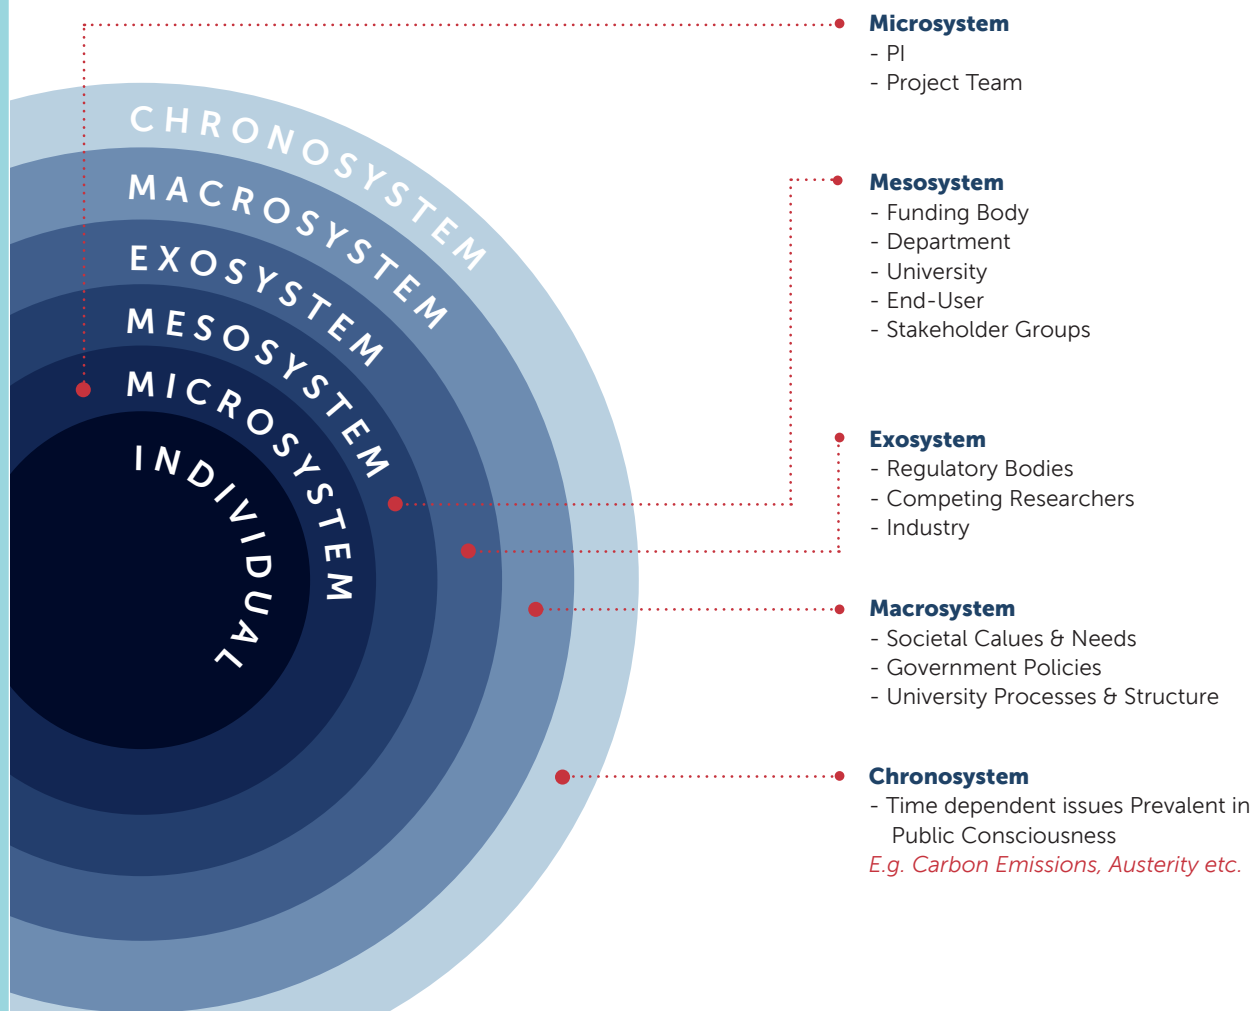 CHRONOSYSTEM
MACROSYSTEM
EXOSYSTEM
MESOSYSTEM
MICROSYSTEM
INDIVIDUAL
Microsystem
- PI
- Project Team
Mesosystem
- Funding Body
- Department
- University
- End-User
- Stakeholder Groups
Exosystem
- Regulatory Bodies
- Competing Researchers
- Industry
Macrosystem
- Societal Calues & Needs
- Government Policies
- University Processes & Structure
Chronosystem
- Time dependent issues Prevalent in
Public Consciousness
E.g. Carbon Emissions, Austerity etc.